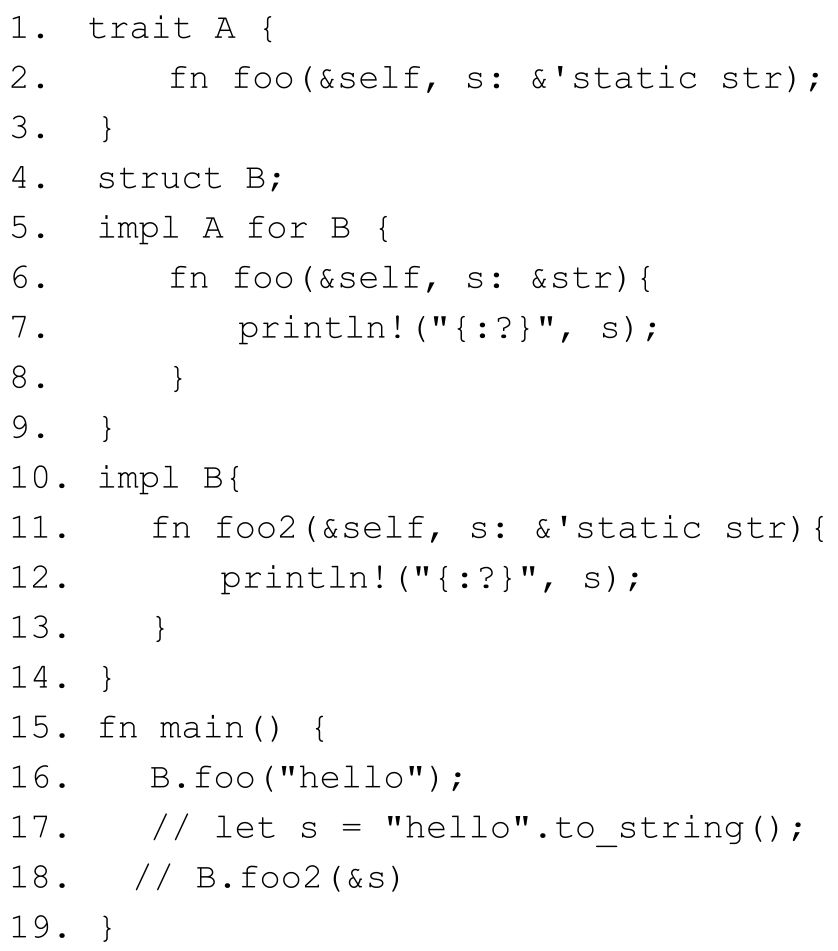 1. trait A {
2. fn foo(&self, s: &'static str);
3. }
4. struct B;
5. impl A for B {
6. fn foo(&self, s: &str){
7. println!("{:?}", s);
8. }
9. }
10. impl B{
11. fn foo2(&self, s: &'static str){
12. println!("{:?}", s);
13. }
14. }
15. fn main() {
16. B.foo("hello");
17. // let s = "hello".to_string();
18. // B.foo2(&s)
19. }